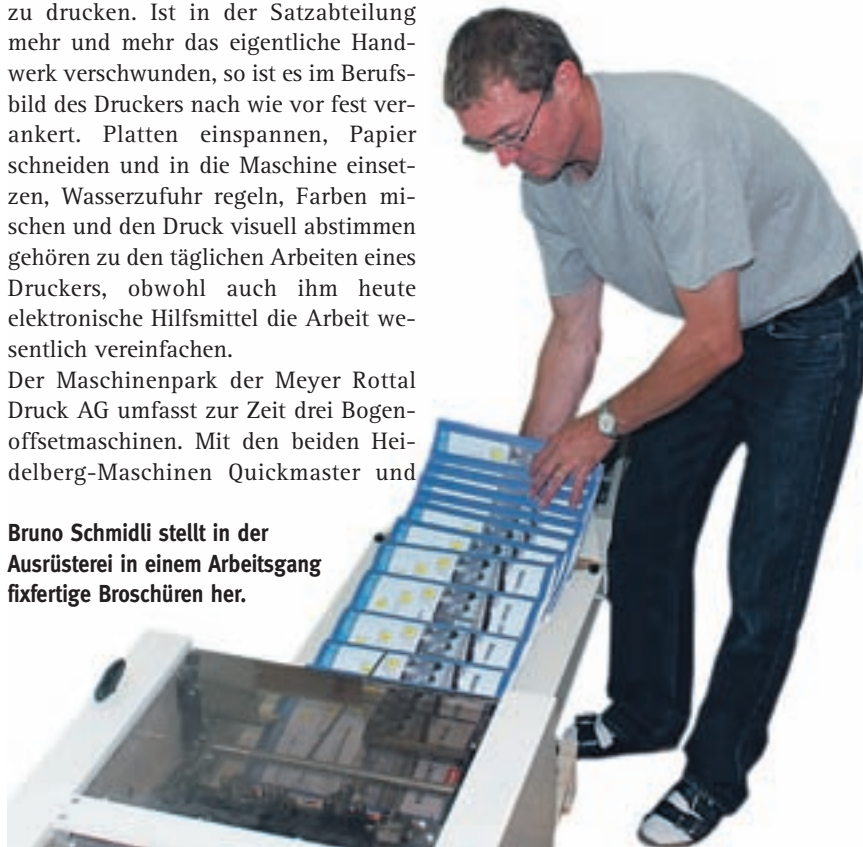 zu drucken. Ist in der Satzabteilung
mehr und mehr das eigentliche Hand-
werk verschwunden, so ist es im Berufs-
bild des Druckers nach wie vor fest ver-
ankert. Platten einspannen, Papier
schneiden und in die Maschine einset-
zen, Wasserzufuhr regeln, Farben mi-
schen und den Druck visuell abstimmen
gehören zu den täglichen Arbeiten eines
Druckers, obwohl auch ihm heute
elektronische Hilfsmittel die Arbeit we-
sentlich vereinfachen.
Der Maschinenpark der Meyer Rottal
Druck AG umfasst zur Zeit drei Bogen-
offsetmaschinen. Mit den beiden Hei-
delberg-Maschinen Quickmaster und
Bruno Schmidli stellt in der
Ausrüsterei in einem Arbeitsgang
fixfertige Broschüren her.